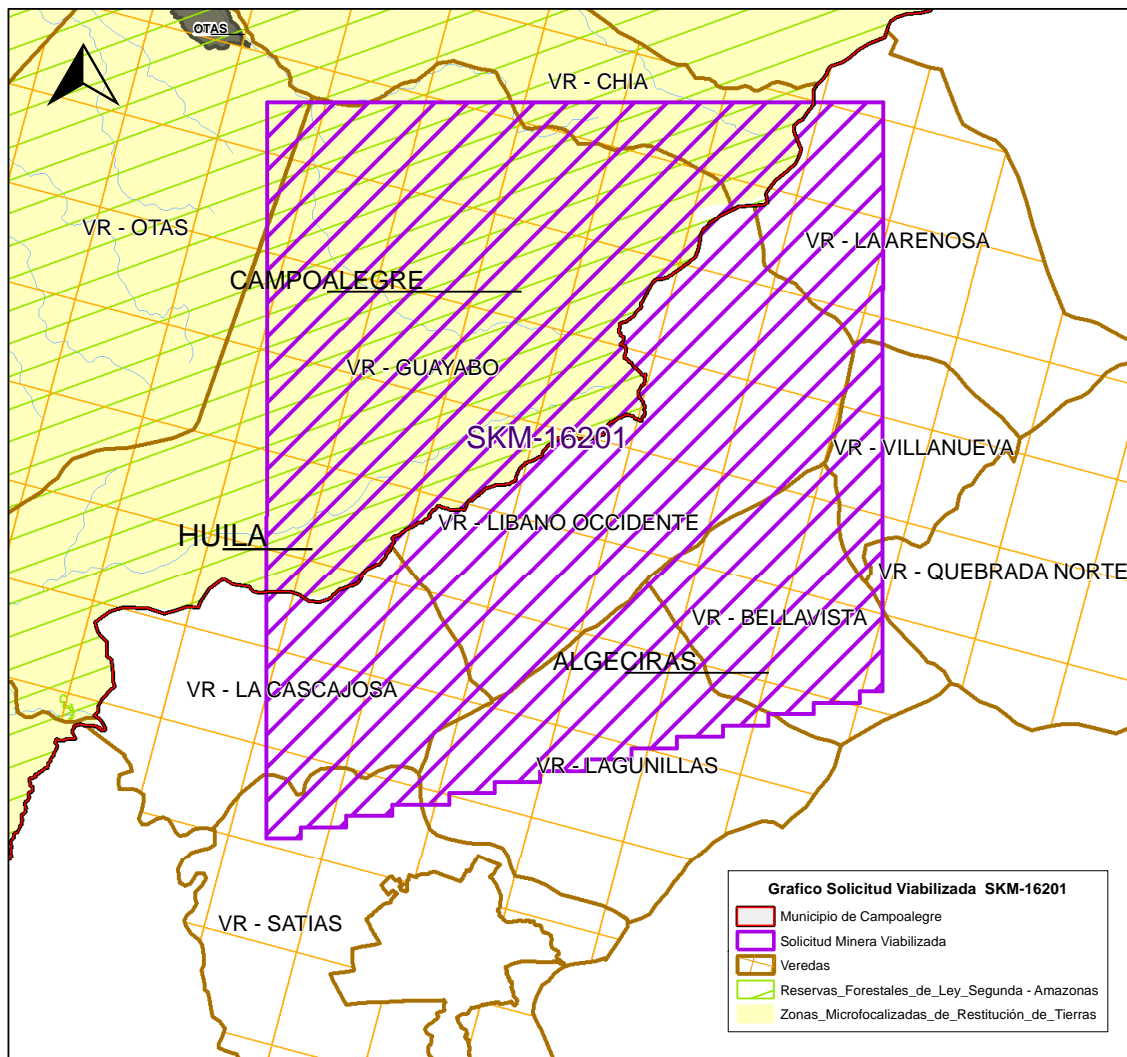 OTAS
VR - CHIA
VR - OTAS
VR - LA ARENOSA
CAMPOALEGRE
VR - GUAYABO
SKM-16201
VR - VILLANUEVA
VR - LIBANO OCCIDENTE
HUILA
VR - QUEBRADA NORTE
VR - BELLAVISTA
ALGECIRAS
VR - LA CASCAJOSA
VR - LAGUNILLAS
VR - SATIAS
Grafico Solicitud Viabilizada SKM-16201
Municipio de Campoalegre
Solicitud Minera Viabilizada
Veredas
Reservas_Forestales_de_Ley_Segunda - Amazonas
Zonas_Microfocalizadas_de_Restitución_de_Tierras